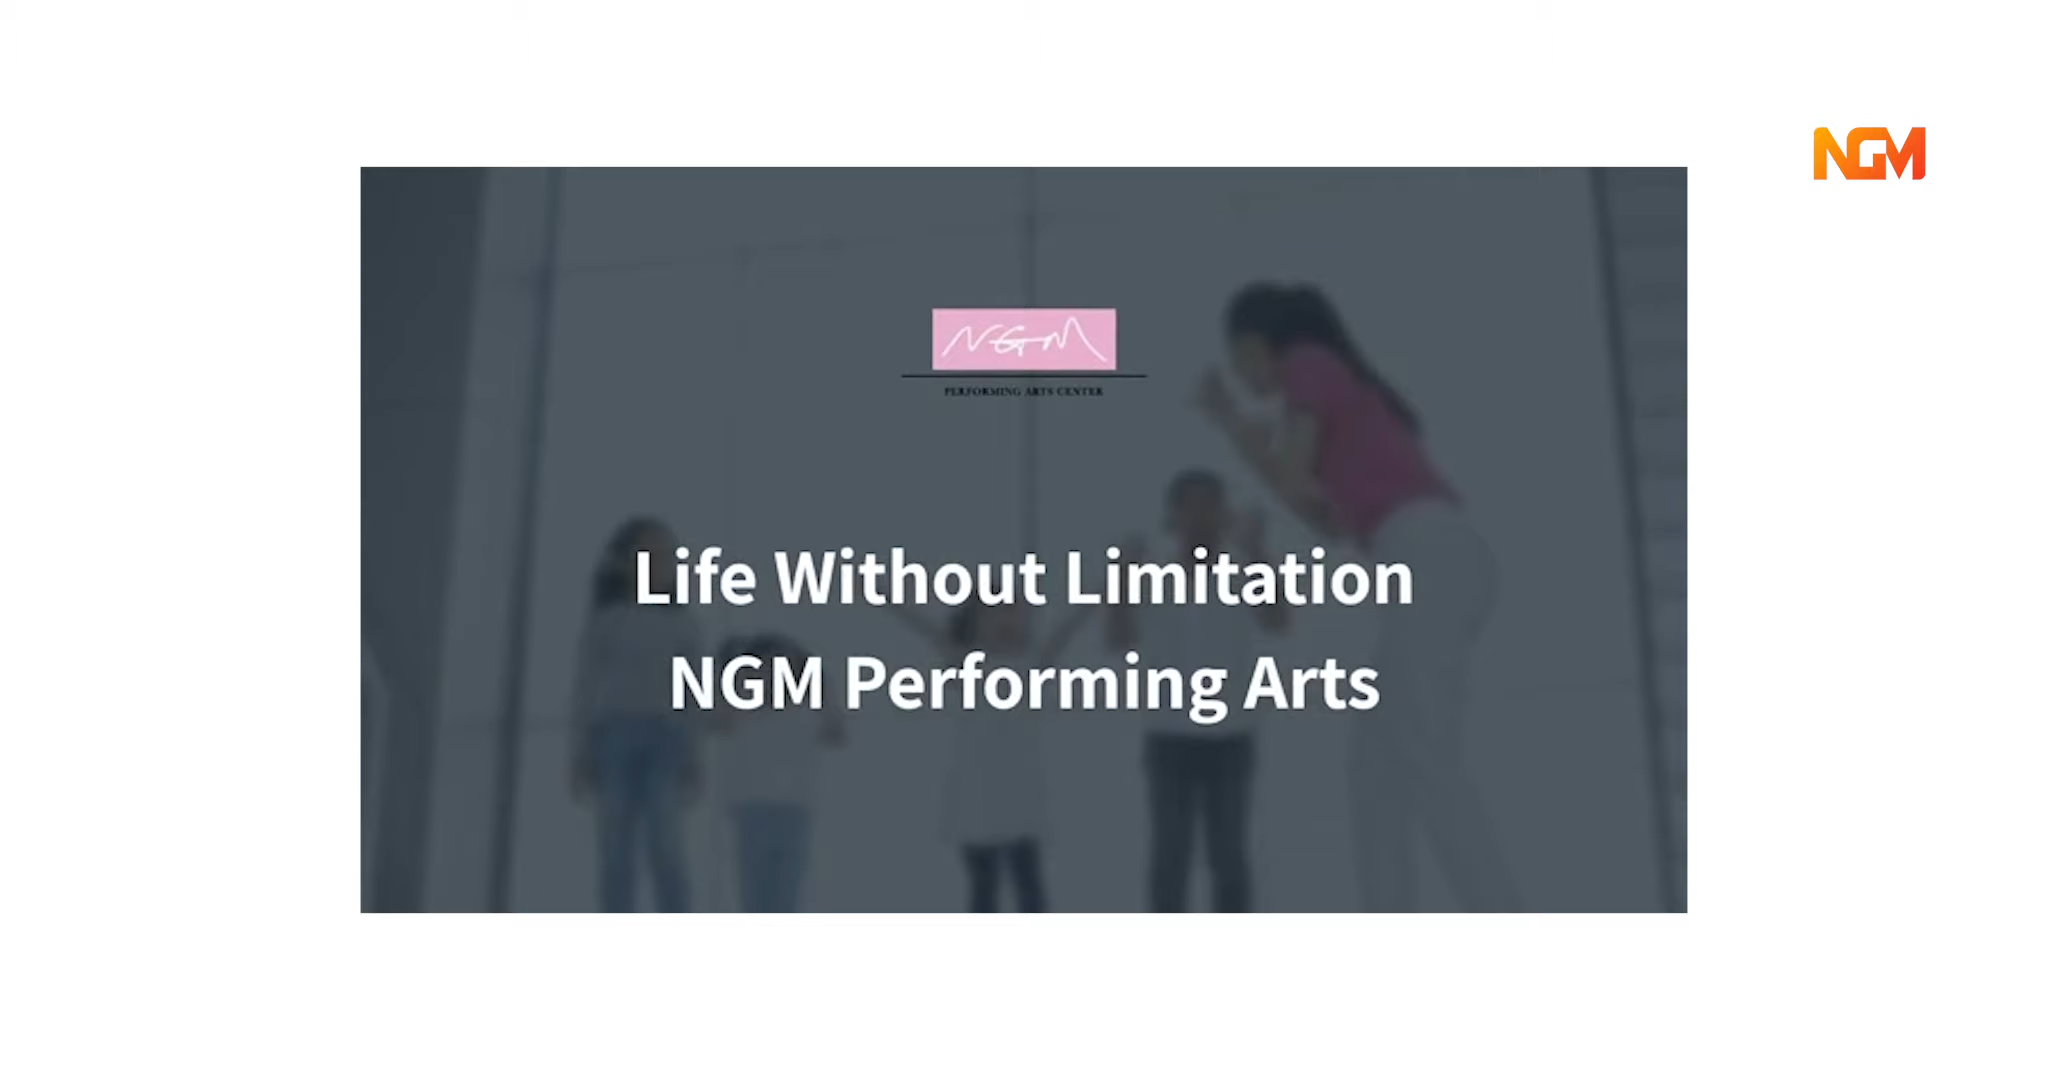 NGM
NGM
PERFORMING ARTS CENTER
Life Without Limitation
NGM Performing Arts